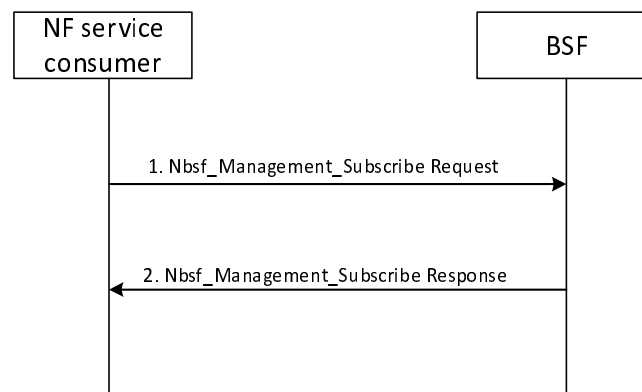 NF service
consumer
BSF
1. Nbsf_Management_Subscribe Request
2. Nbsf_Management_Subscribe Response